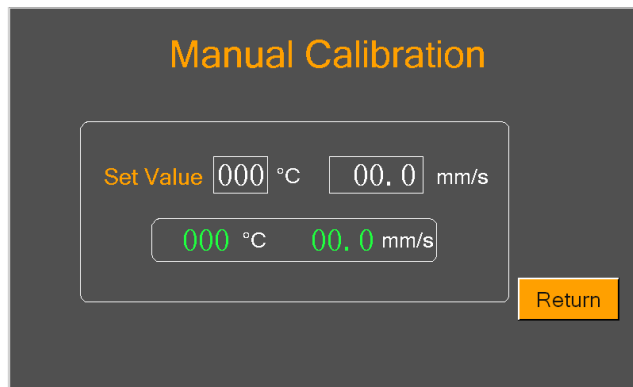 Manual Calibration
Set Value 000 °C 00.0 mm/s
000 °C 00.0 mm/s
Return